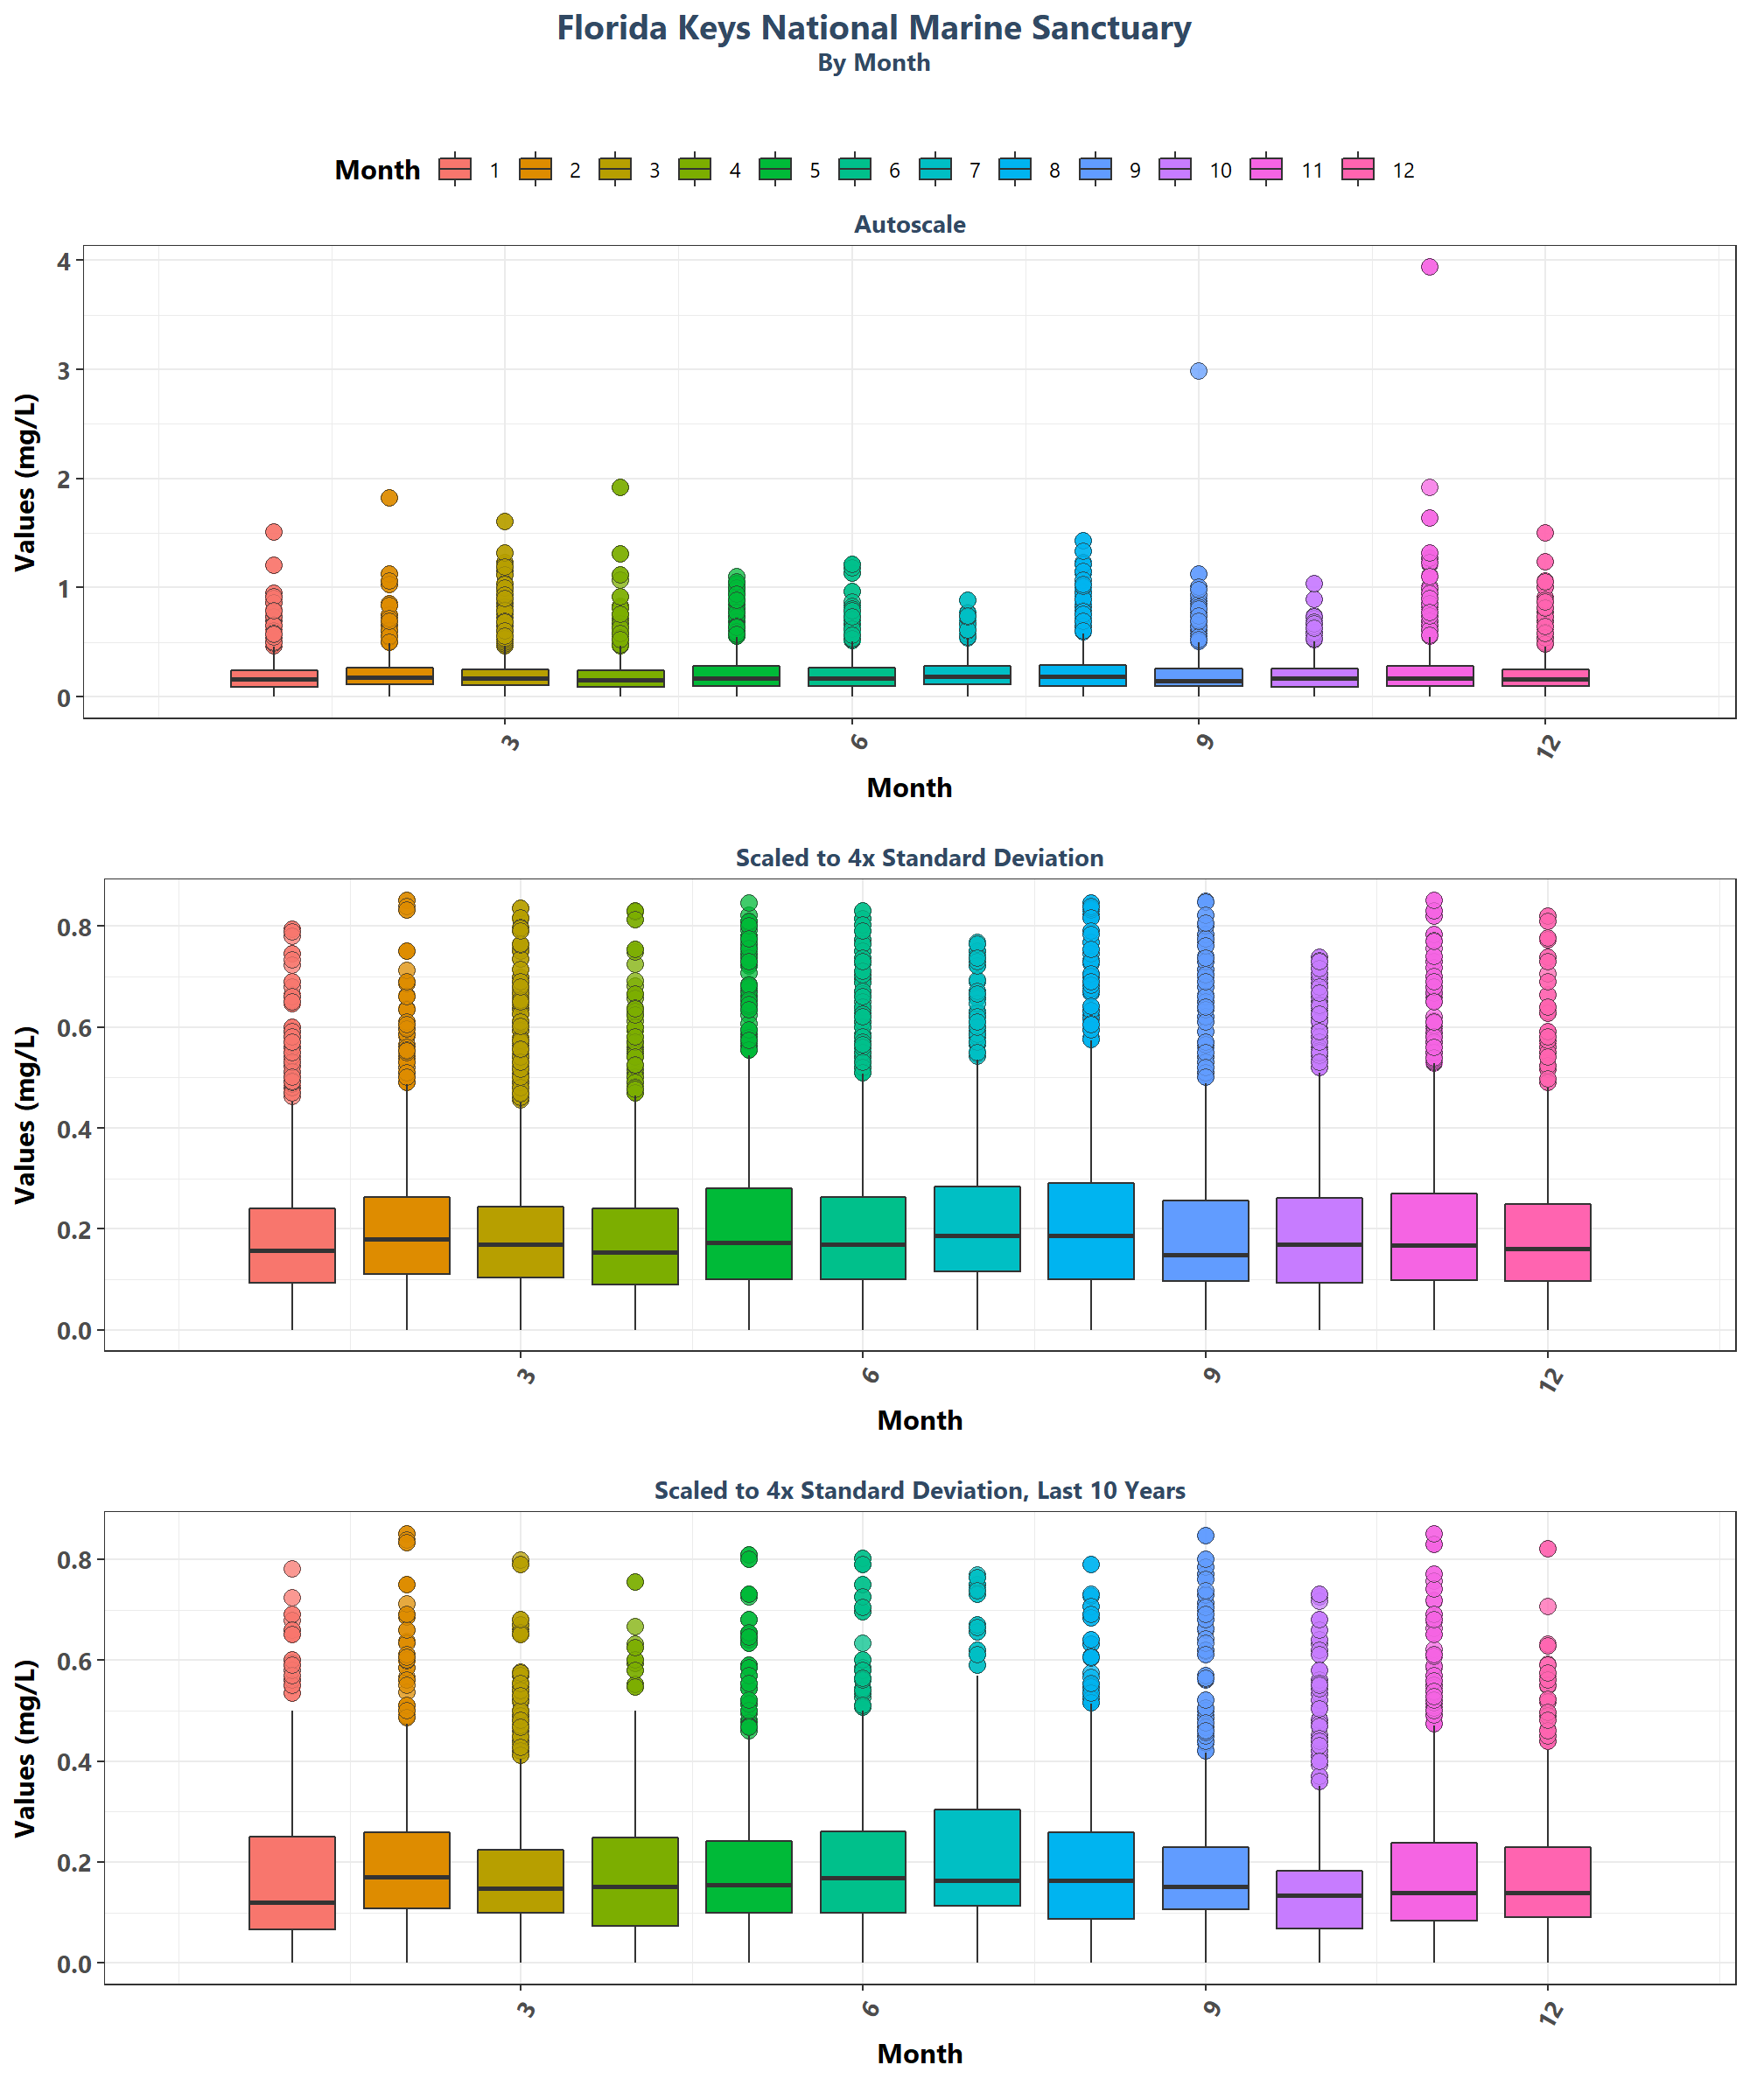 Florida Keys National Marine Sanctuary
By Month
Month 1 2 3 4 5 6 7 8 9 10 11 12
Autoscale
Values (mg/L)
4
3
2
1
0
3 6 9 12
Month
Scaled to 4x Standard Deviation
Values (mg/L)
0.8
0.6
0.4
0.2
0.0
3 6 9 12
Month
Scaled to 4x Standard Deviation, Last 10 Years
Values (mg/L)
0.8
0.6
0.4
0.2
0.0
3 6 9 12
Month